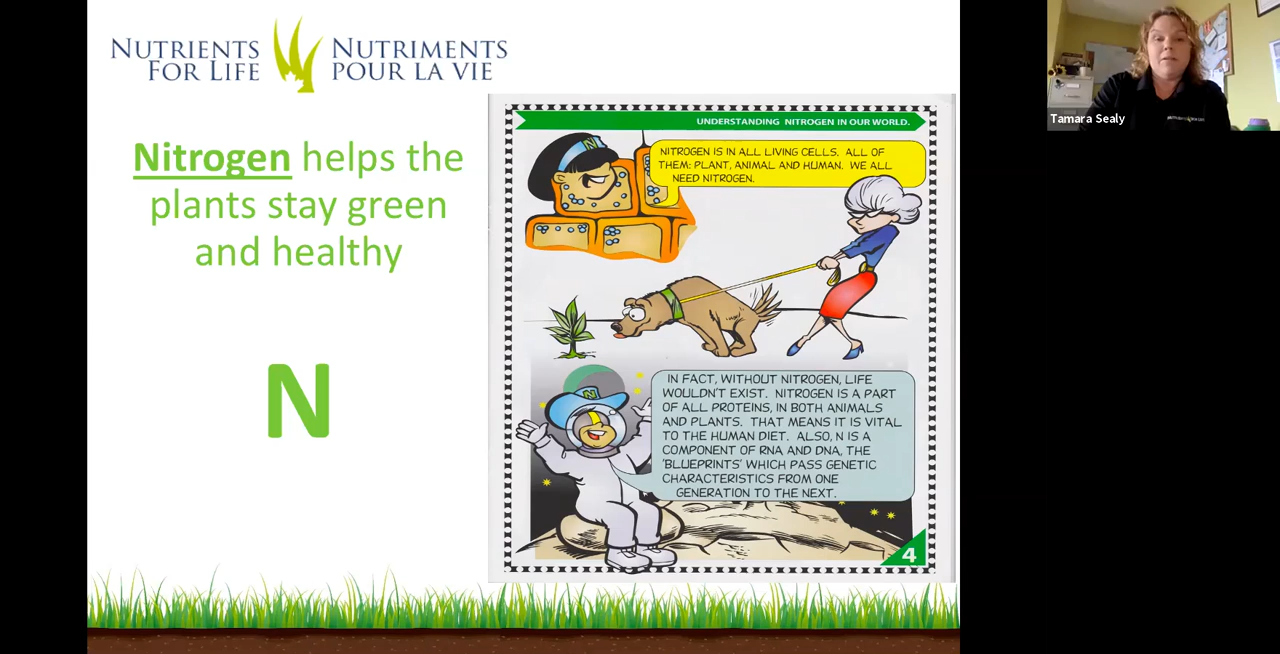 NUTRIENTS
FOR LIFE
NUTRIMENTS
POUR LA VIE
Tamara Sealy
Nitrogen helps the
plants stay green
and healthy
N
UNDERSTANDING NITROGEN IN OUR WORLD.
N
NITROGEN IS IN ALL LIVING CELLS. ALL OF
THEM: PLANT, ANIMAL AND HUMAN. WE ALL
NEED NITROGEN.
N
IN FACT, WITHOUT NITROGEN, LIFE
WOULDN'T EXIST. NITROGEN IS A PART
OF ALL PROTEINS, IN BOTH ANIMALS
AND PLANTS. THAT MEANS IT IS VITAL
TO THE HUMAN DIET. ALSO, N IS A
COMPONENT OF RNA AND DNA, THE
'BLUEPRINTS' WHICH PASS GENETIC
CHARACTERISTICS FROM ONE
GENERATION TO THE NEXT.
4